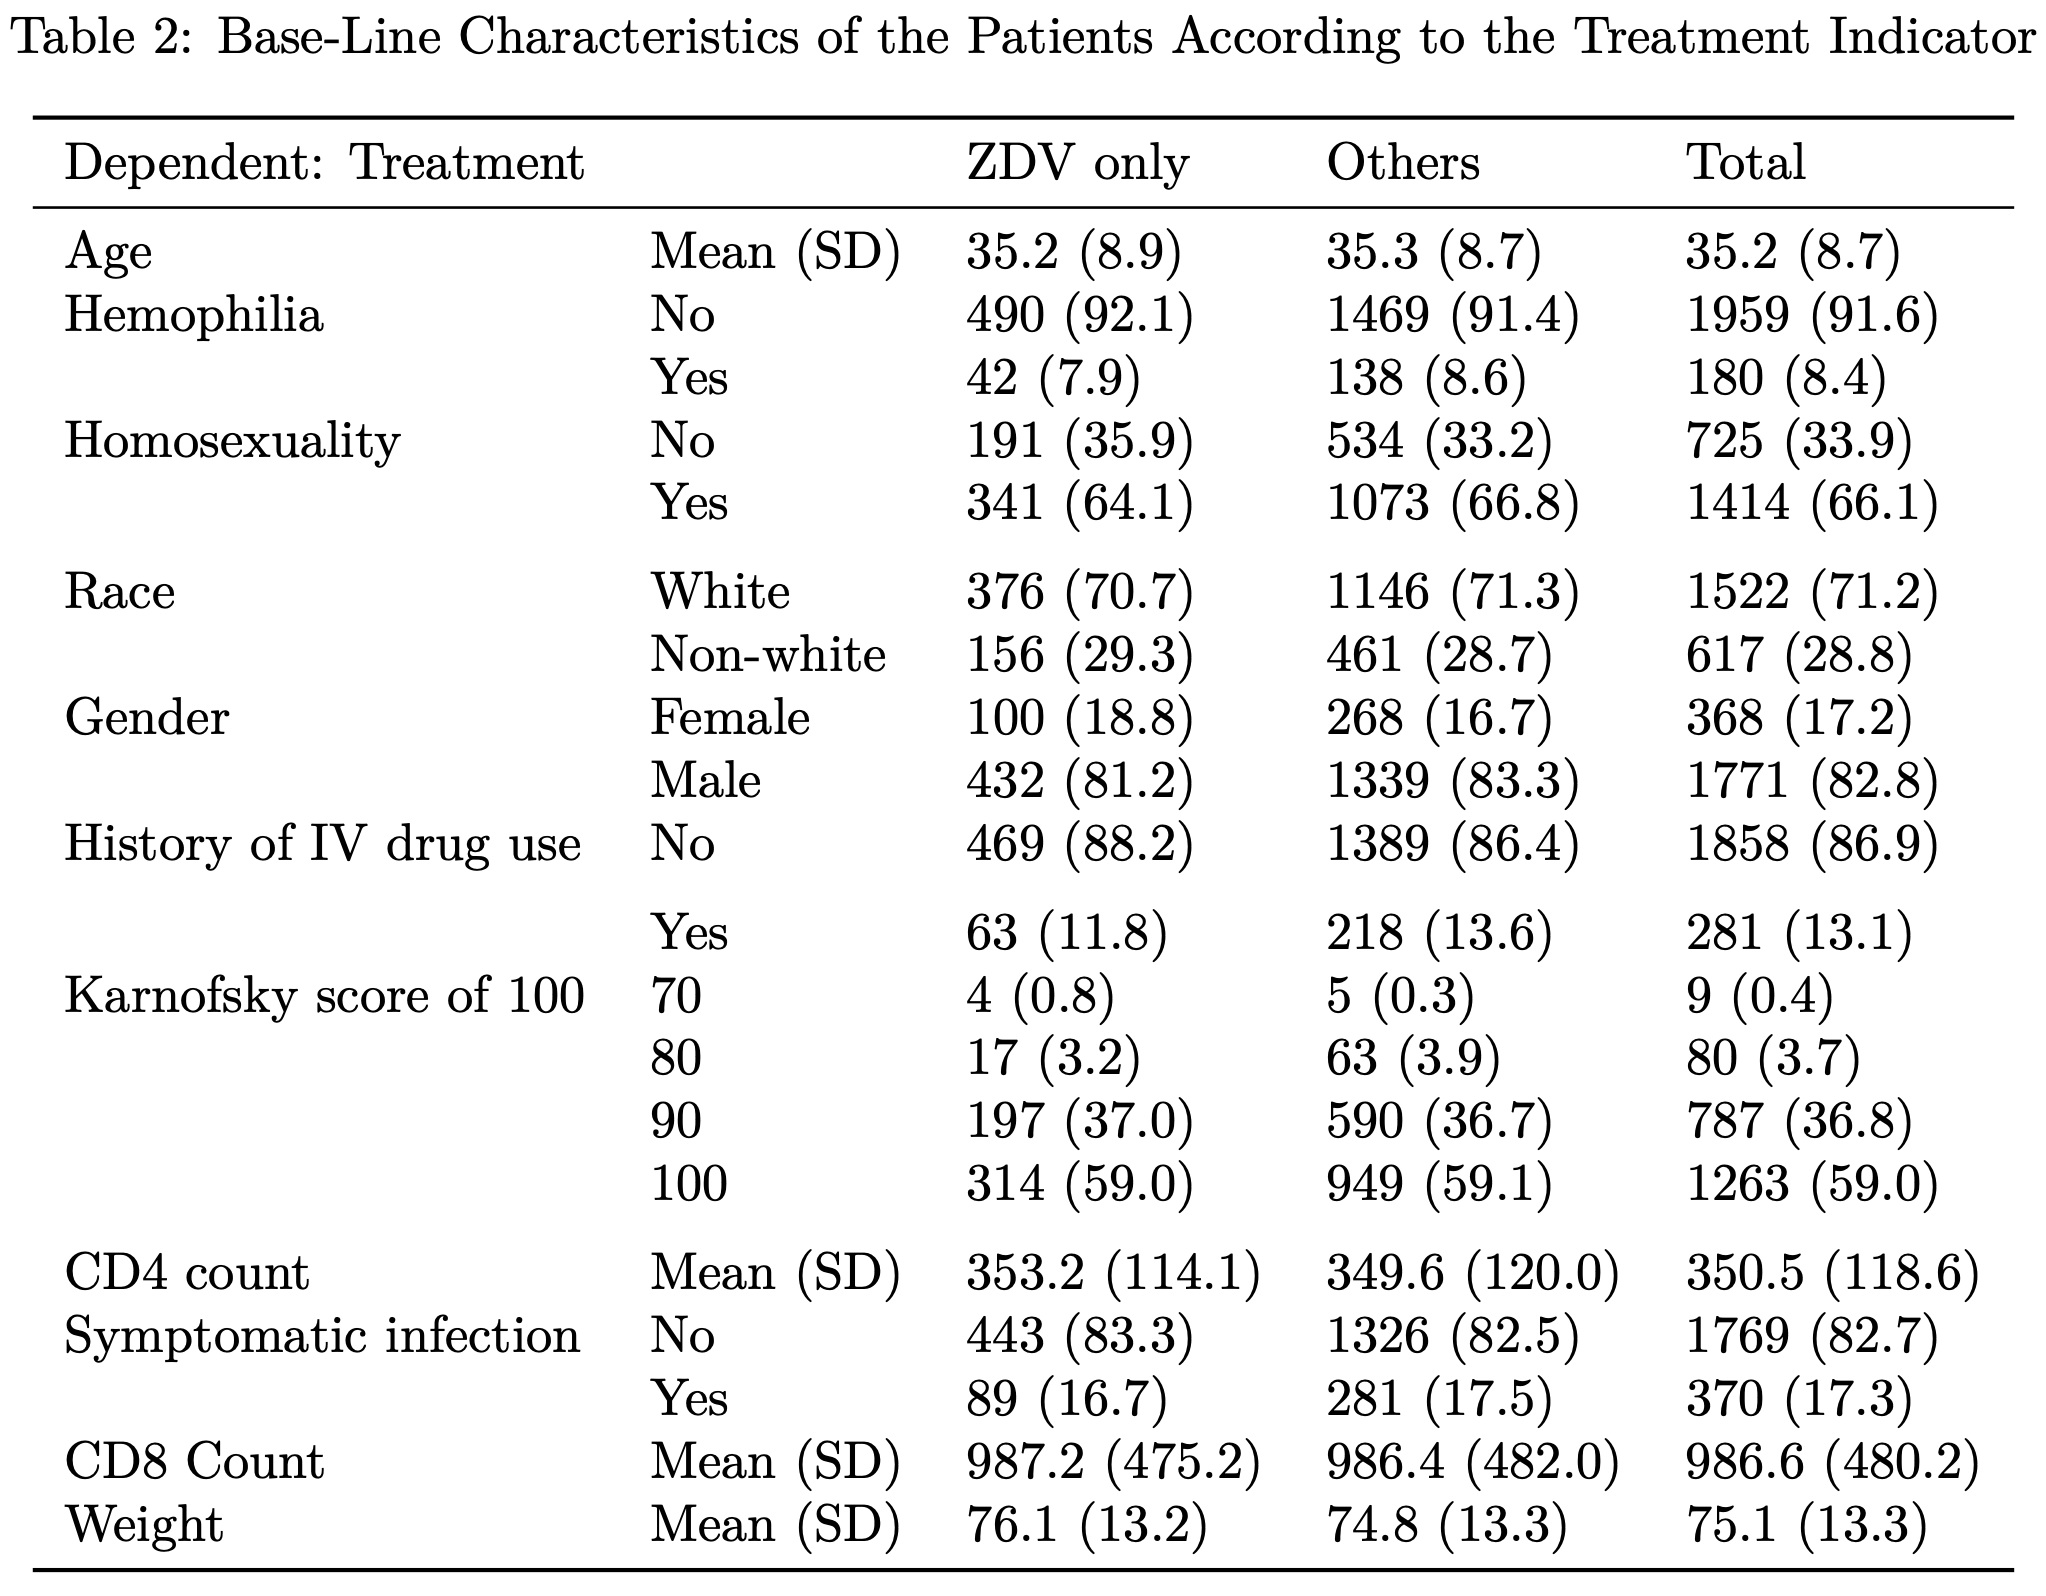 Table 2: Base-Line Characteristics of the Patients According to the Treatment Indicator
Dependent: Treatment ZDV only Others Total
Age Mean (SD) 35.2 (8.9) 35.3 (8.7) 35.2 (8.7)
Hemophilia No 490 (92.1) 1469 (91.4) 1959 (91.6)
Yes 42 (7.9) 138 (8.6) 180 (8.4)
Homosexuality No 191 (35.9) 534 (33.2) 725 (33.9)
Yes 341 (64.1) 1073 (66.8) 1414 (66.1)
Race White 376 (70.7) 1146 (71.3) 1522 (71.2)
Non-white 156 (29.3) 461 (28.7) 617 (28.8)
Gender Female 100 (18.8) 268 (16.7) 368 (17.2)
Male 432 (81.2) 1339 (83.3) 1771 (82.8)
History of IV drug use No 469 (88.2) 1389 (86.4) 1858 (86.9)
Yes 63 (11.8) 218 (13.6) 281 (13.1)
Karnofsky score of 100 70 4 (0.8) 5 (0.3) 9 (0.4)
80 17 (3.2) 63 (3.9) 80 (3.7)
90 197 (37.0) 590 (36.7) 787 (36.8)
100 314 (59.0) 949 (59.1) 1263 (59.0)
CD4 count Mean (SD) 353.2 (114.1) 349.6 (120.0) 350.5 (118.6)
Symptomatic infection No 443 (83.3) 1326 (82.5) 1769 (82.7)
Yes 89 (16.7) 281 (17.5) 370 (17.3)
CD8 Count Mean (SD) 987.2 (475.2) 986.4 (482.0) 986.6 (480.2)
Weight Mean (SD) 76.1 (13.2) 74.8 (13.3) 75.1 (13.3)